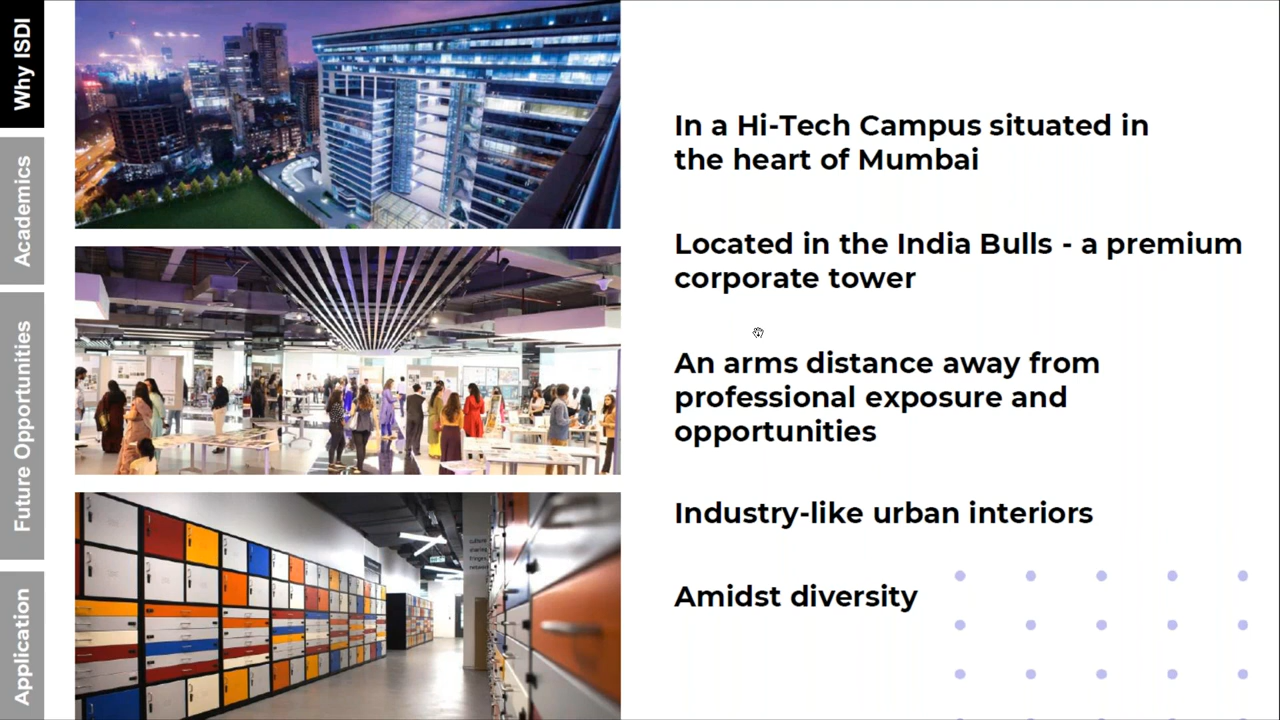 Why ISDI
Academics
Future Opportunities
Application
In a Hi-Tech Campus situated in
the heart of Mumbai
Located in the India Bulls - a premium
corporate tower
An arms distance away from
professional exposure and
opportunities
Industry-like urban interiors
Amidst diversity